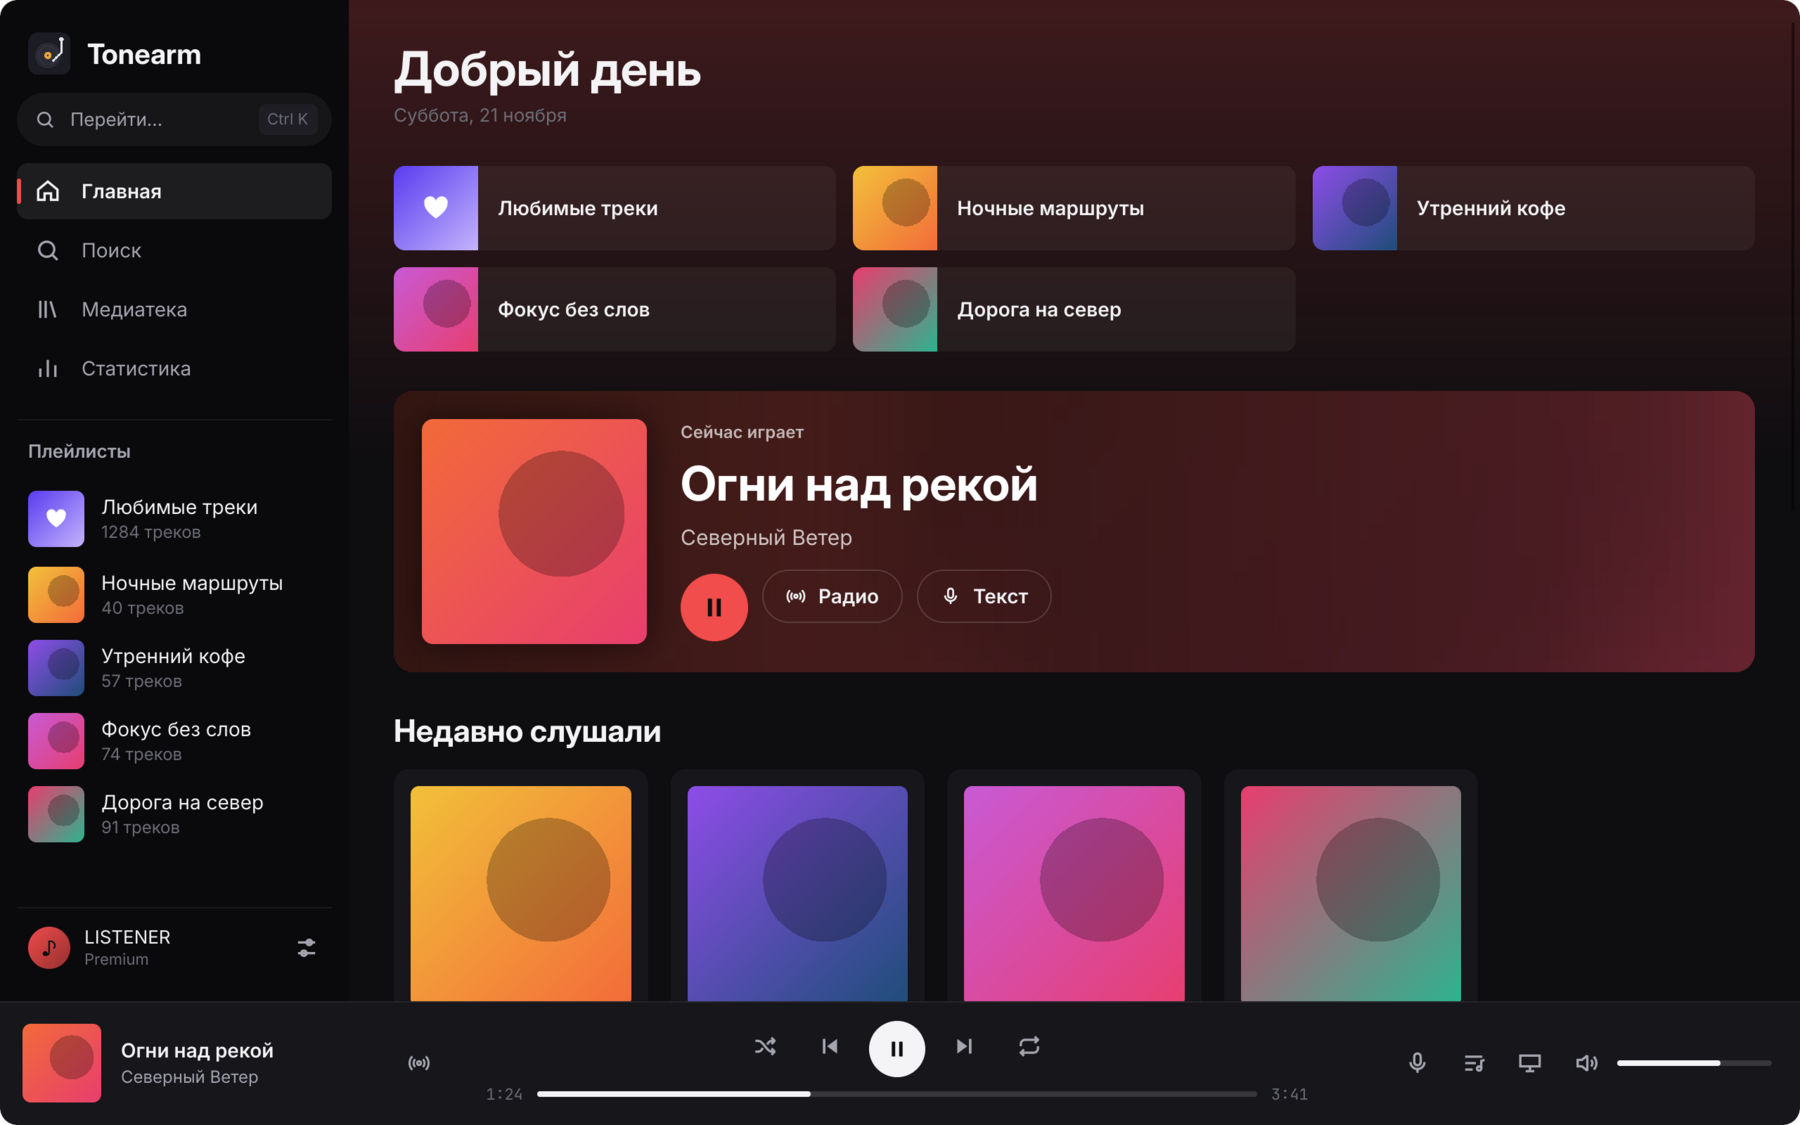 Tonearm
Перейти...
Ctrl K
Главная
Поиск
Медиатека
Статистика
Плейлисты
Любимые треки
1284 треков
Ночные маршруты
40 треков
Утренний кофе
57 треков
Фокус без слов
74 треков
Дорога на север
91 треков
LISTENER
Premium
Добрый день
Суббота, 21 ноября
Любимые треки
Ночные маршруты
Утренний кофе
Фокус без слов
Дорога на север
Сейчас играет
Огни над рекой
Северный Ветер
Радио
Текст
Недавно слушали
Огни над рекой
Северный Ветер
1:24
3:41